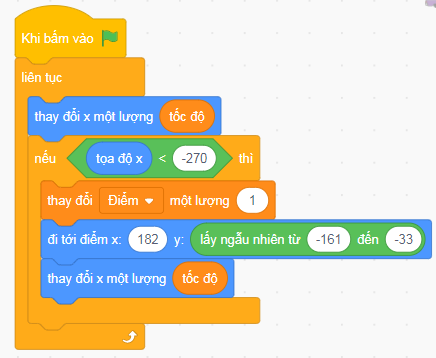 Khi bấm vào
liên tục
thay đổi x một lượng tốc độ
nếu tọa độ x < -270 thì
thay đổi Điểm một lượng 1
đi tới điểm x: 182 y: lấy ngẫu nhiên từ -161 đến -33
thay đổi x một lượng tốc độ